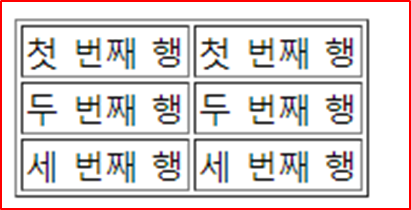 첫 번째 행 첫 번째 행
두 번째 행 두 번째 행
세 번째 행 세 번째 행